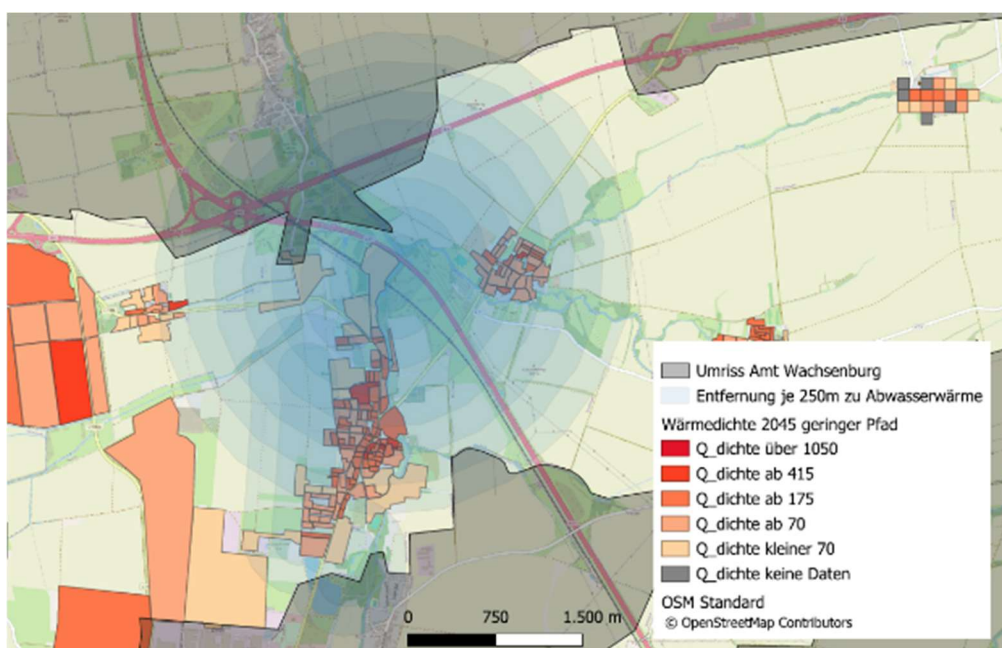 Umriss Amt Wachsenburg
Entfernung je 250m zu Abwasserwärme
Wärmedichte 2045 geringer Pfad
Q_dichte über 1050
Q_dichte ab 415
Q_dichte ab 175
Q_dichte ab 70
Q_dichte kleiner 70
Q_dichte keine Daten
OSM Standard
© OpenStreetMap Contributors
0 750 1.500 m